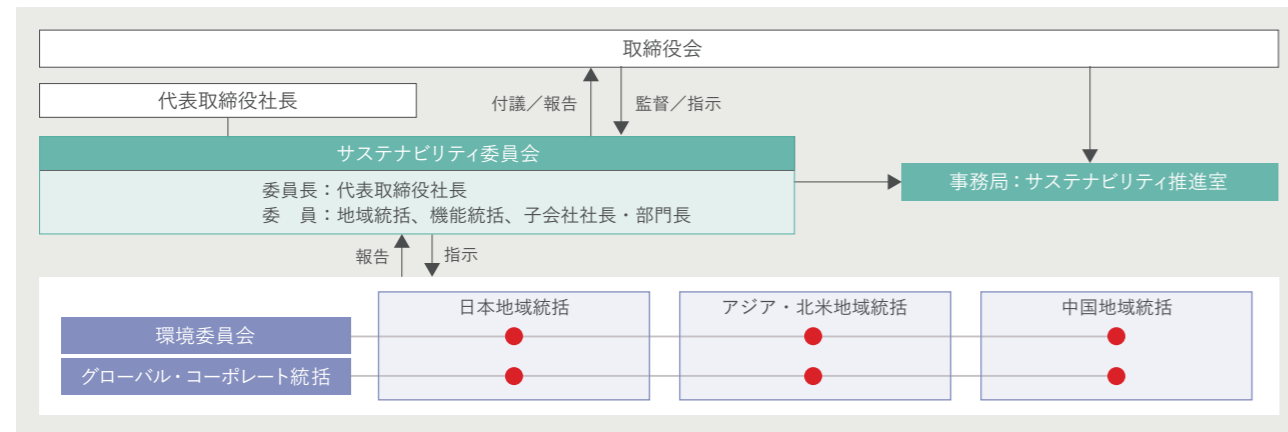 取締役会
代表取締役社長
付議／報告
監督／指示
サステナビリティ委員会
委員長：代表取締役社長
委　員：地域統括、機能統括、子会社社長・部門長
事務局：サステナビリティ推進室
報告
指示
日本地域統括
アジア・北米地域統括
中国地域統括
環境委員会
グローバル・コーポレート統括